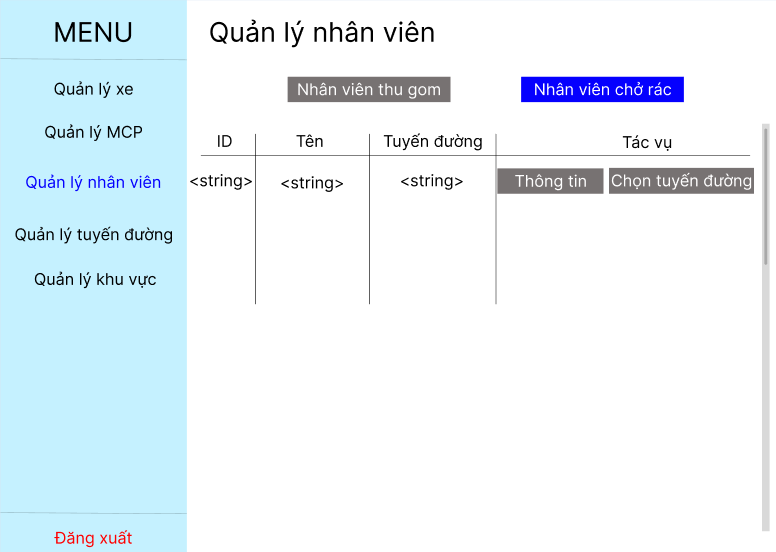 MENU
Quản lý xe
Quản lý MCP
Quản lý nhân viên
Quản lý tuyến đường
Quản lý khu vực
Đăng xuất
Quản lý nhân viên
Nhân viên thu gom Nhân viên chở rác
ID Tên Tuyến đường Tác vụ
<string> <string> <string> Thông tin Chọn tuyến đường